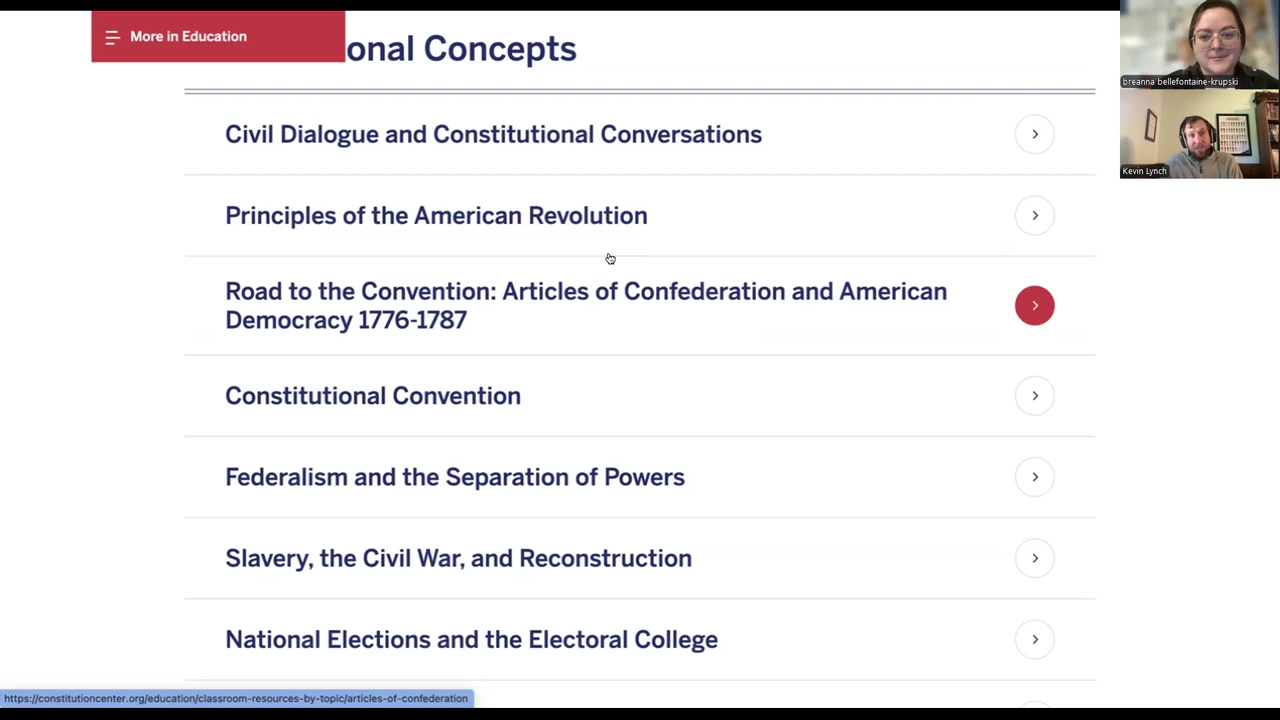 More in Education
onal Concepts
Civil Dialogue and Constitutional Conversations
Principles of the American Revolution
Road to the Convention: Articles of Confederation and American
Democracy 1776-1787
Constitutional Convention
Federalism and the Separation of Powers
Slavery, the Civil War, and Reconstruction
National Elections and the Electoral College
https://constitutioncenter.org/education/classroom-resources-by-topic/articles-of-confederation
breanna bellefontaine-krupski
Kevin Lynch